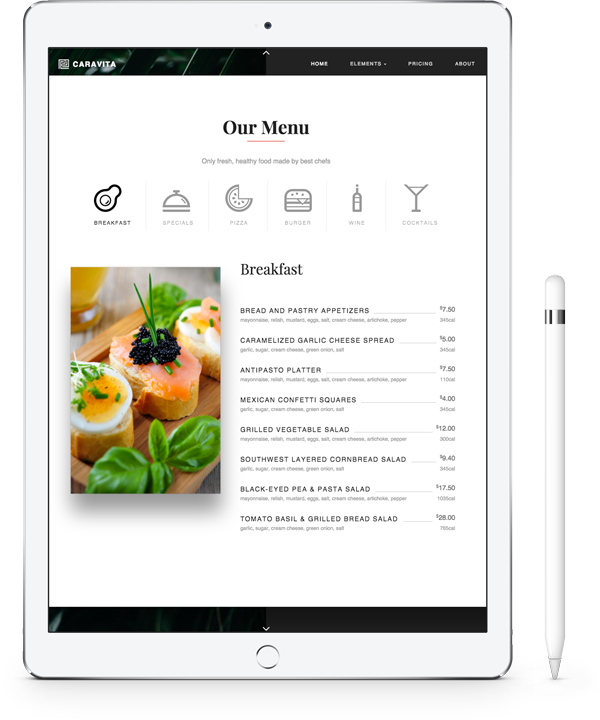 CARAVITA
HOME ELEMENTS PRICING ABOUT
Our Menu
Only fresh, healthy food made by best chefs
BREAKFAST SPECIALS PIZZA BURGER WINE COCKTAILS
Breakfast
BREAD AND PASTRY APPETIZERS $7.50
mayonnaise, relish, mustard, eggs, salt, cream cheese, artichoke, pepper 345cal
CARAMELIZED GARLIC CHEESE SPREAD $5.00
garlic, sugar, cream cheese, green onion, salt 945cal
ANTIPASTO PLATTER $7.50
mayonnaise, relish, mustard, eggs, salt, cream cheese, artichoke, pepper 110cal
MEXICAN CONFETTI SQUARES $4.00
garlic, sugar, cream cheese, green onion, salt 345cal
GRILLED VEGETABLE SALAD $12.00
mayonnaise, relish, mustard, eggs, salt, cream cheese, artichoke, pepper 300cal
SOUTHWEST LAYERED CORNBREAD SALAD $9.40
garlic, sugar, cream cheese, green onion, salt 345cal
BLACK-EYED PEA & PASTA SALAD $17.50
mayonnaise, relish, mustard, eggs, salt, cream cheese, artichoke, pepper 1035cal
TOMATO BASIL & GRILLED BREAD SALAD $28.00
garlic, sugar, cream cheese, green onion, salt 765cal